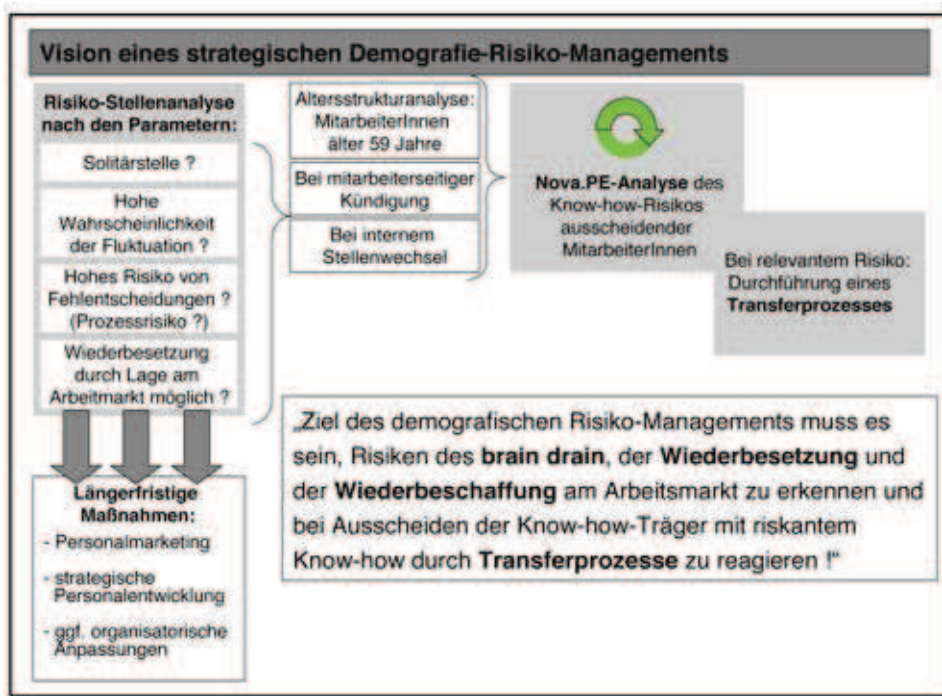 Vision eines strategischen Demografie-Risiko-Managements
Risiko-Stellenanalyse
nach den Parametern:
Solitärstelle ?
Hohe
Wahrscheinlichkeit
der Fluktuation ?
Hohes Risiko von
Fehlentscheidungen ?
(Prozessrisiko ?)
Wiederbesetzung
durch Lage am
Arbeitmarkt möglich ?
Längerfristige
Maßnahmen:
- Personalmarketing
- strategische
Personalentwicklung
- ggf. organisatorische
Anpassungen
Altersstrukturanalyse:
MitarbeiterInnen
älter 59 Jahre
Bei mitarbeiterseitiger
Kündigung
Bei internem
Stellenwechsel
Nova.PE-Analyse des
Know-how-Risikos
ausscheidender
MitarbeiterInnen
Bei relevantem Risiko:
Durchführung eines
Transferprozesses
„Ziel des demografischen Risiko-Managements muss es
sein, Risiken des brain drain, der Wiederbesetzung und
der Wiederbeschaffung am Arbeitsmarkt zu erkennen und
bei Ausscheiden der Know-how-Träger mit riskantem
Know-how durch Transferprozesse zu reagieren !“